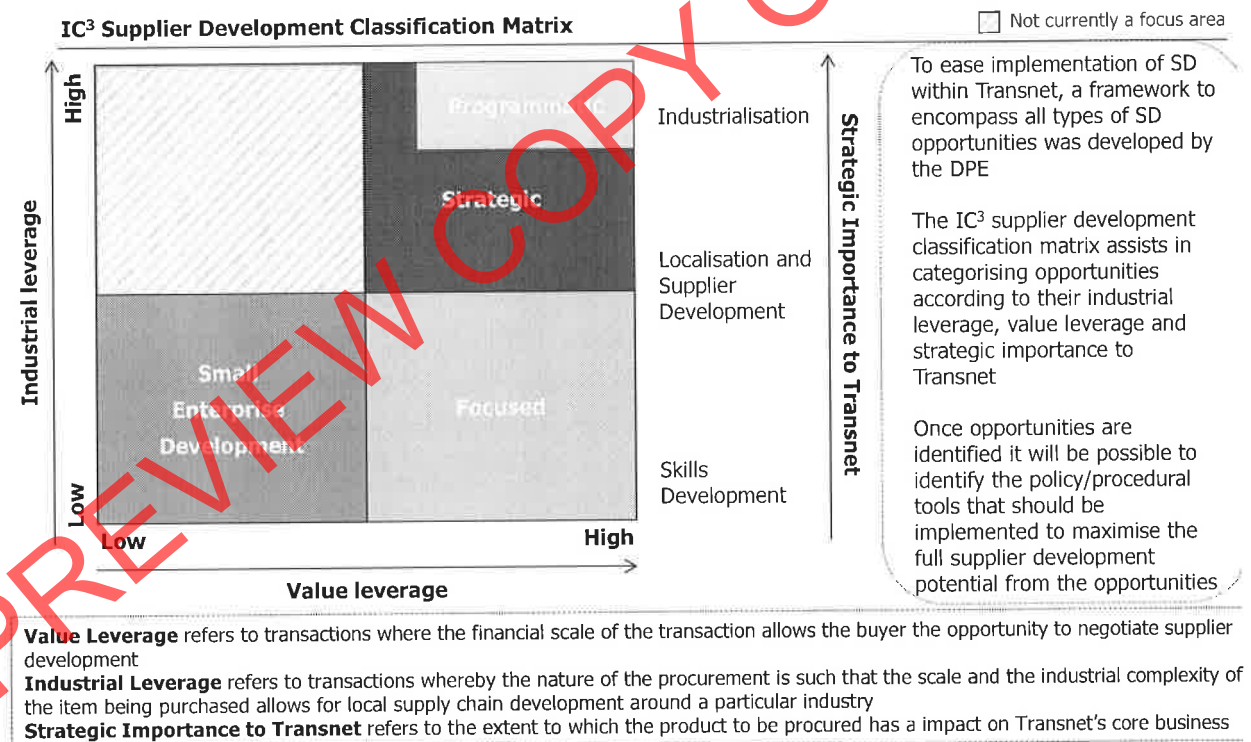 IC³ Supplier Development Classification Matrix
Not currently a focus area
High
Industrial leverage
Low
Programmatic
Strategic
Small
Enterprise
Development
Focused
Low
High
Value leverage
Industrialisation
Localisation and
Supplier
Development
Skills
Development
Strategic Importance to Transnet
To ease implementation of SD
within Transnet, a framework to
encompass all types of SD
opportunities was developed by
the DPE
The IC³ supplier development
classification matrix assists in
categorising opportunities
according to their industrial
leverage, value leverage and
strategic importance to
Transnet
Once opportunities are
identified it will be possible to
identify the policy/procedural
tools that should be
implemented to maximise the
full supplier development
potential from the opportunities
Value Leverage refers to transactions where the financial scale of the transaction allows the buyer the opportunity to negotiate supplier
development
Industrial Leverage refers to transactions whereby the nature of the procurement is such that the scale and the industrial complexity of
the item being purchased allows for local supply chain development around a particular industry
Strategic Importance to Transnet refers to the extent to which the product to be procured has a impact on Transnet's core business
PREVIEW COPY